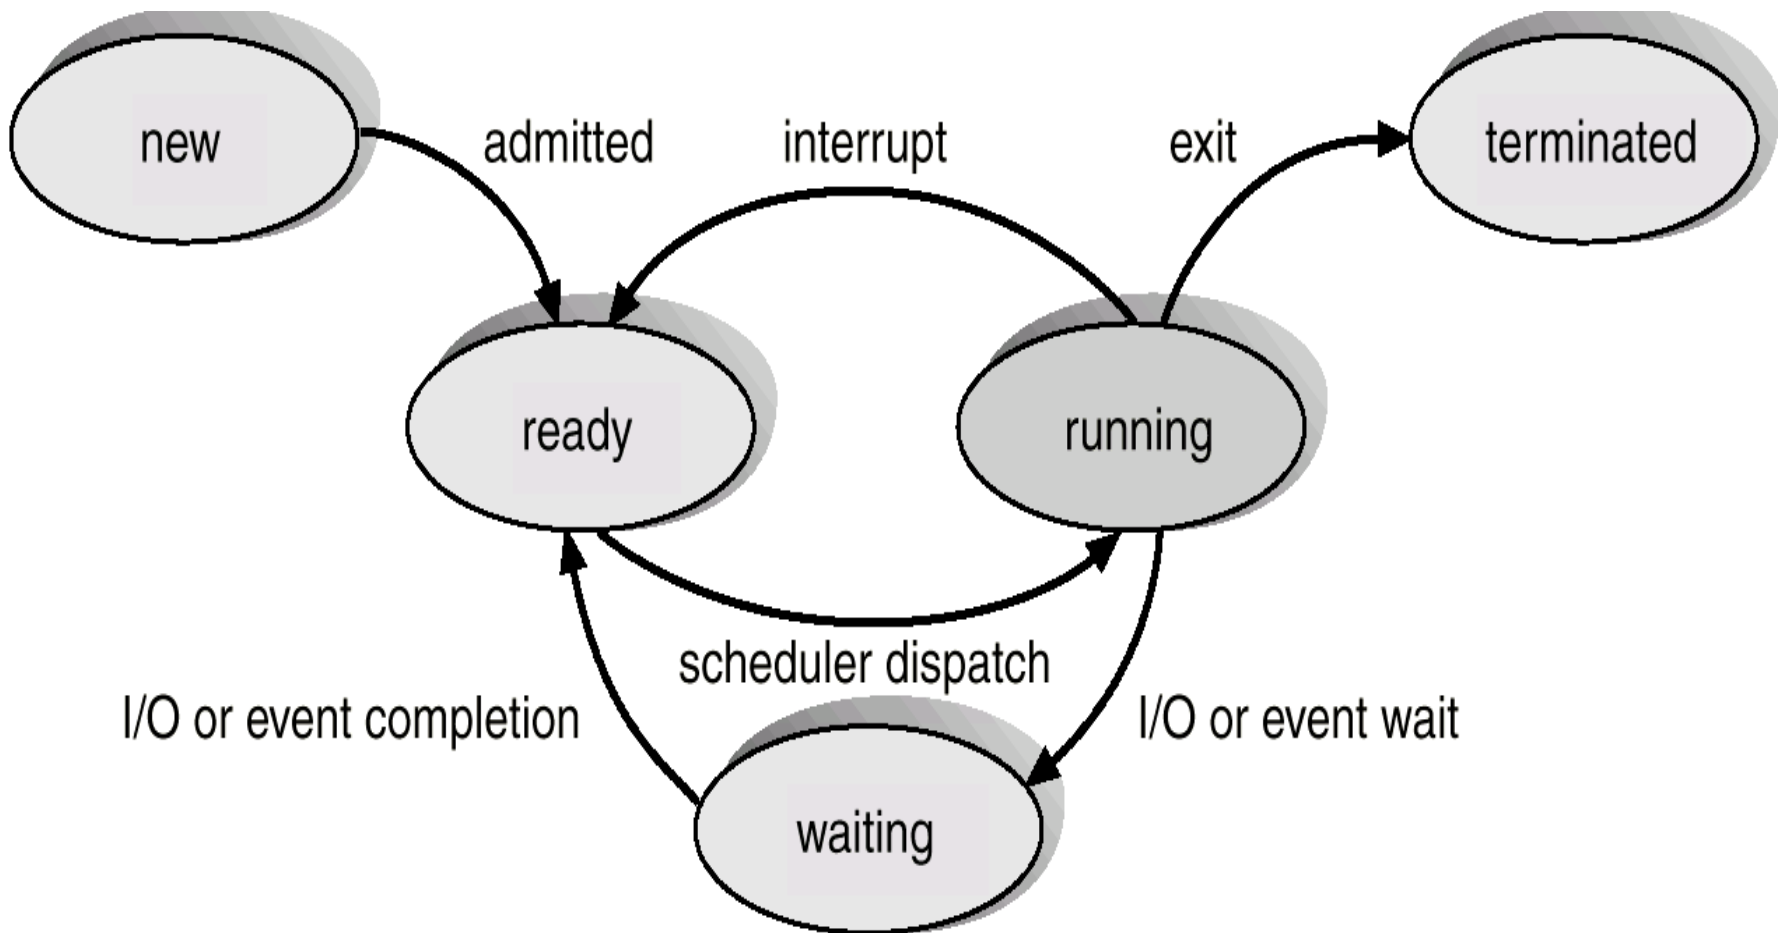 new
admitted
interrupt
exit
terminated
ready
running
scheduler dispatch
I/O or event completion
I/O or event wait
waiting